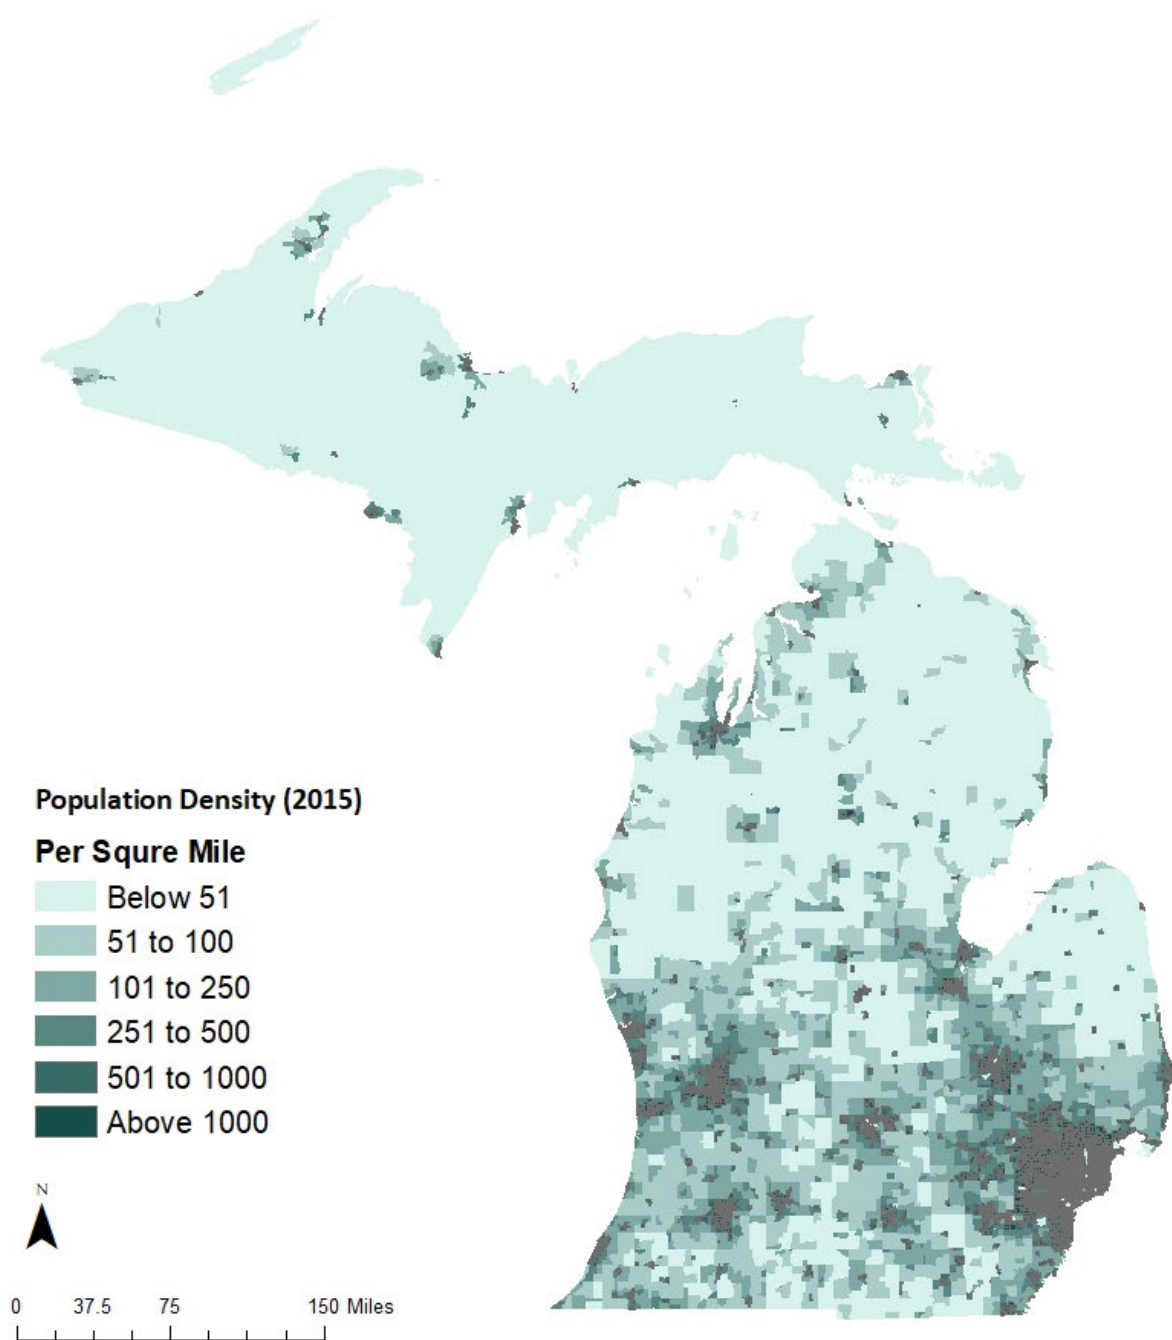 Population Density (2015)
Per Squre Mile
Below 51
51 to 100
101 to 250
251 to 500
501 to 1000
Above 1000
N
0 37.5 75 150 Miles